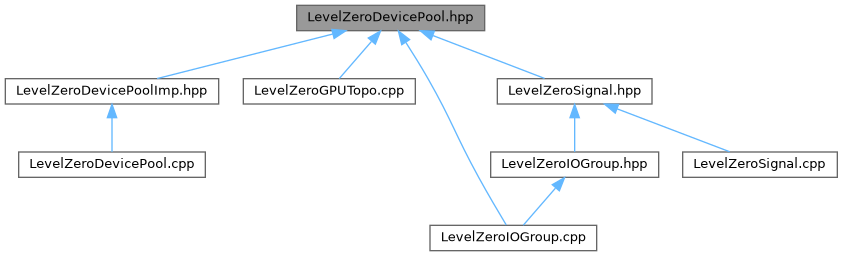 LevelZeroDevicePool.hpp
LevelZeroDevicePoolImp.hpp
LevelZeroGPUTopo.cpp
LevelZeroSignal.hpp
LevelZeroDevicePool.cpp
LevelZeroIOGroup.hpp
LevelZeroSignal.cpp
LevelZeroIOGroup.cpp